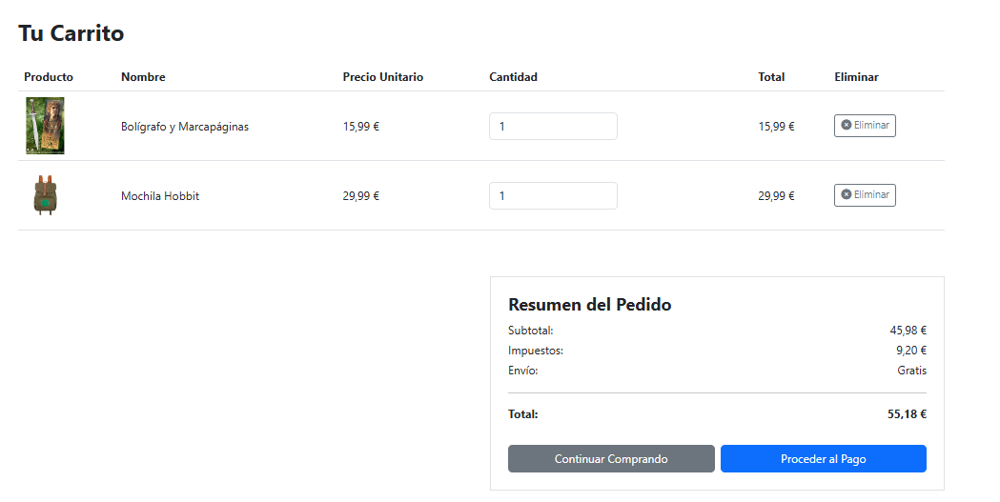 Tu Carrito
Producto Nombre Precio Unitario Cantidad Total Eliminar
Bolígrafo y Marcapáginas 15,99 € 1 15,99 € Eliminar
Mochila Hobbit 29,99 € 1 29,99 € Eliminar
Resumen del Pedido
Subtotal: 45,98 €
Impuestos: 9,20 €
Envío: Gratis
Total: 55,18 €
Continuar Comprando Proceder al Pago